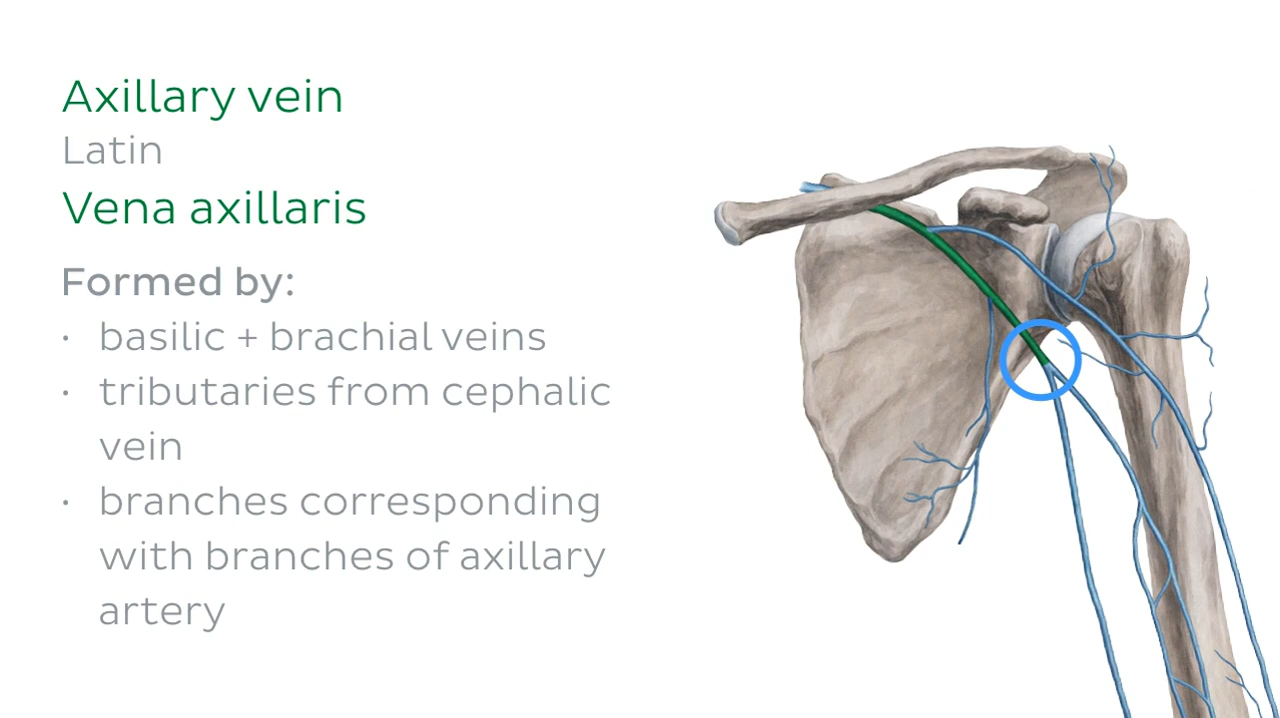 Axillary vein
Latin
Vena axillaris
Formed by:
· basilic + brachial veins
· tributaries from cephalic
vein
· branches corresponding
with branches of axillary
artery